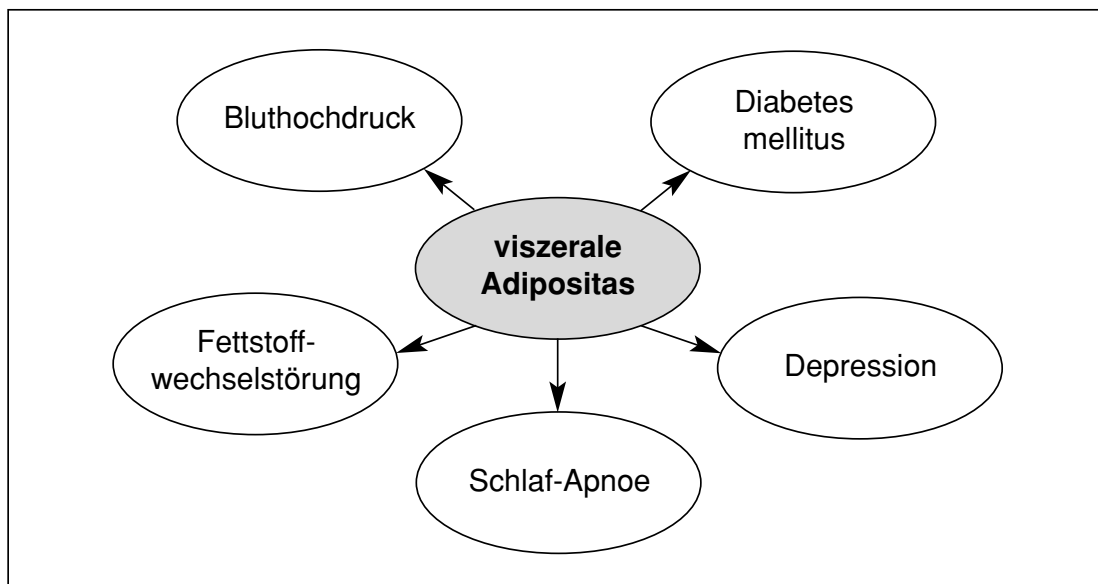 Bluthochdruck
Diabetes
mellitus
viszerale
Adipositas
Fettstoff-
wechselstörung
Depression
Schlaf-Apnoe